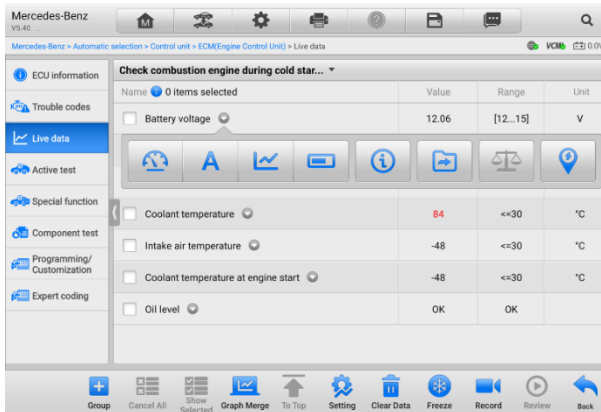 Mercedes-Benz
V5.40.
Mercedes-Benz > Automatic selection > Control unit > ECM(Engine Control Unit) > Live data
VCMI
0.0V
ECU information
Trouble codes
Live data
Active test
Special function
Component test
Programming/
Customization
Expert coding
Check combustion engine during cold star...
Name 0 items selected Value Range Unit
Battery voltage 12.06 [12...15] V
A
Coolant temperature 84 <=30 °C
Intake air temperature -48 <=30 °C
Coolant temperature at engine start -48 <=30 °C
Oil level OK OK
Group
Cancel All
Show
Selected
Graph Merge
To Top
Setting
Clear Data
Freeze
Record
Review
Back